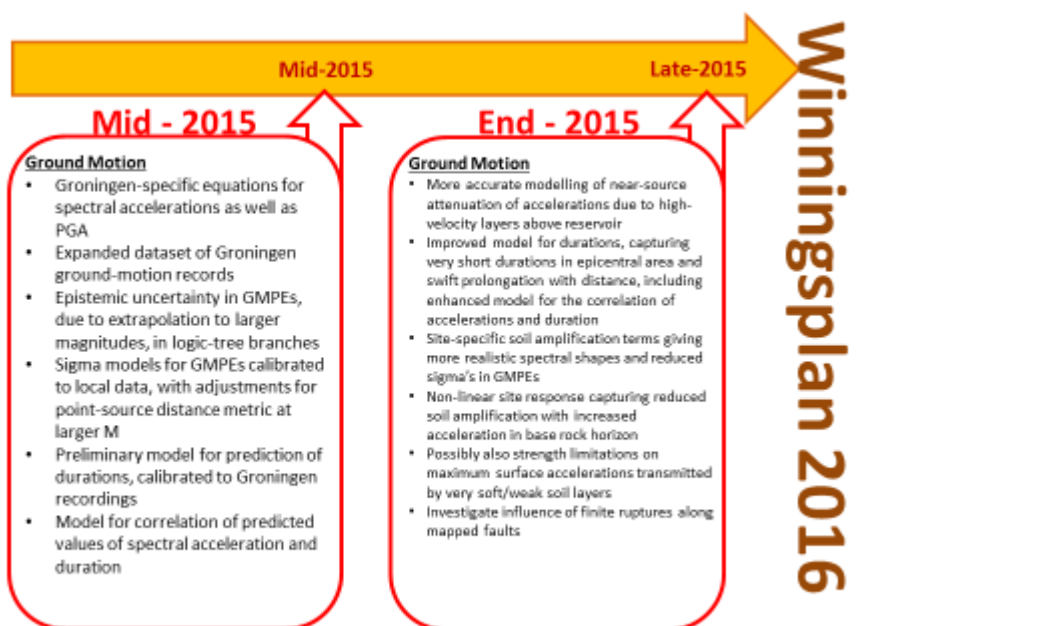 Mid-2015
Late-2015
Mid - 2015
Ground Motion
• Groningen-specific equations for
spectral accelerations as well as
PGA
• Expanded dataset of Groningen
ground-motion records
• Epistemic uncertainty in GMPEs,
due to extrapolation to larger
magnitudes, in logic-tree branches
• Sigma models for GMPEs calibrated
to local data, with adjustments for
point-source distance metric at
larger M
• Preliminary model for prediction of
durations, calibrated to Groningen
recordings
• Model for correlation of predicted
values of spectral acceleration and
duration
End - 2015
Ground Motion
• More accurate modelling of near-source
attenuation of accelerations due to high-
velocity layers above reservoir
• Improved model for durations, capturing
very short durations in epicentral area and
swift prolongation with distance, including
enhanced model for the correlation of
accelerations and duration
• Site-specific soil amplification terms giving
more realistic spectral shapes and reduced
sigma's in GMPEs
• Non-linear site response capturing reduced
soil amplification with increased
acceleration in base rock horizon
• Possibly also strength limitations on
maximum surface accelerations transmitted
by very soft/weak soil layers
• Investigate influence of finite ruptures along
mapped faults
Winningsplan 2016